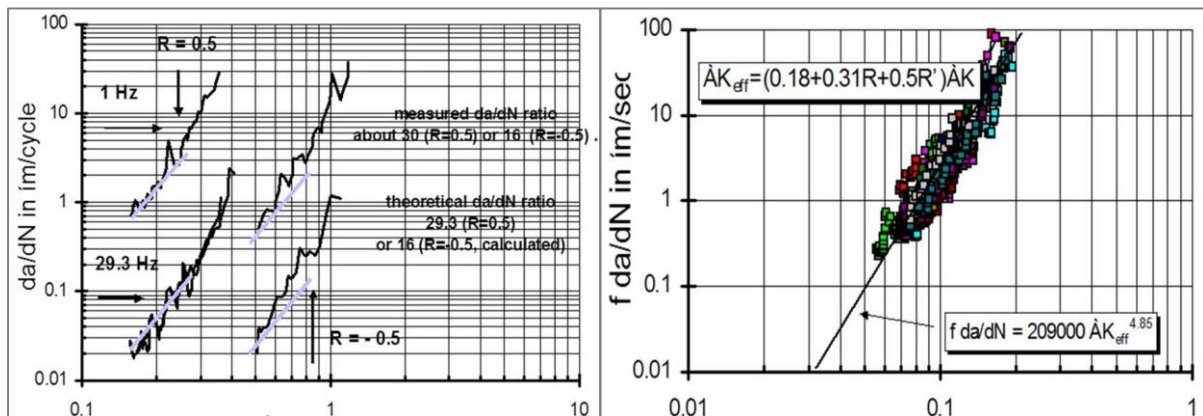 100
10
1
0.1
0.01
da/dN in ím/cycle
R = 0.5
1 Hz
measured da/dN ratio
about 30 (R=0.5) or 16 (R=-0.5) .
theoretical da/dN ratio
29.3 (R=0.5)
or 16 (R=-0.5, calculated)
29.3 Hz
R = - 0.5
0.1
1
10
100
10
1
0.1
0.01
f da/dN in ím/sec
ÀKeff=(0.18+0.31R+0.5R')ÀK
f da/dN = 209000 ÀKeff4.85
0.01
0.1
1